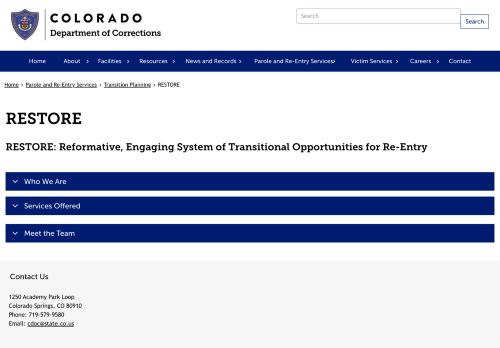 COLORADO
Department of Corrections
Search
Search
Home About Facilities Resources News and Records Parole and Re-Entry Services Victim Services Careers Contact
Home › Parole and Re-Entry Services › Transition Planning › RESTORE
RESTORE
RESTORE: Reformative, Engaging System of Transitional Opportunities for Re-Entry
Who We Are
Services Offered
Meet the Team
Contact Us
1250 Academy Park Loop
Colorado Springs, CO 80910
Phone: 719-579-9580
Email: cdoc@state.co.us